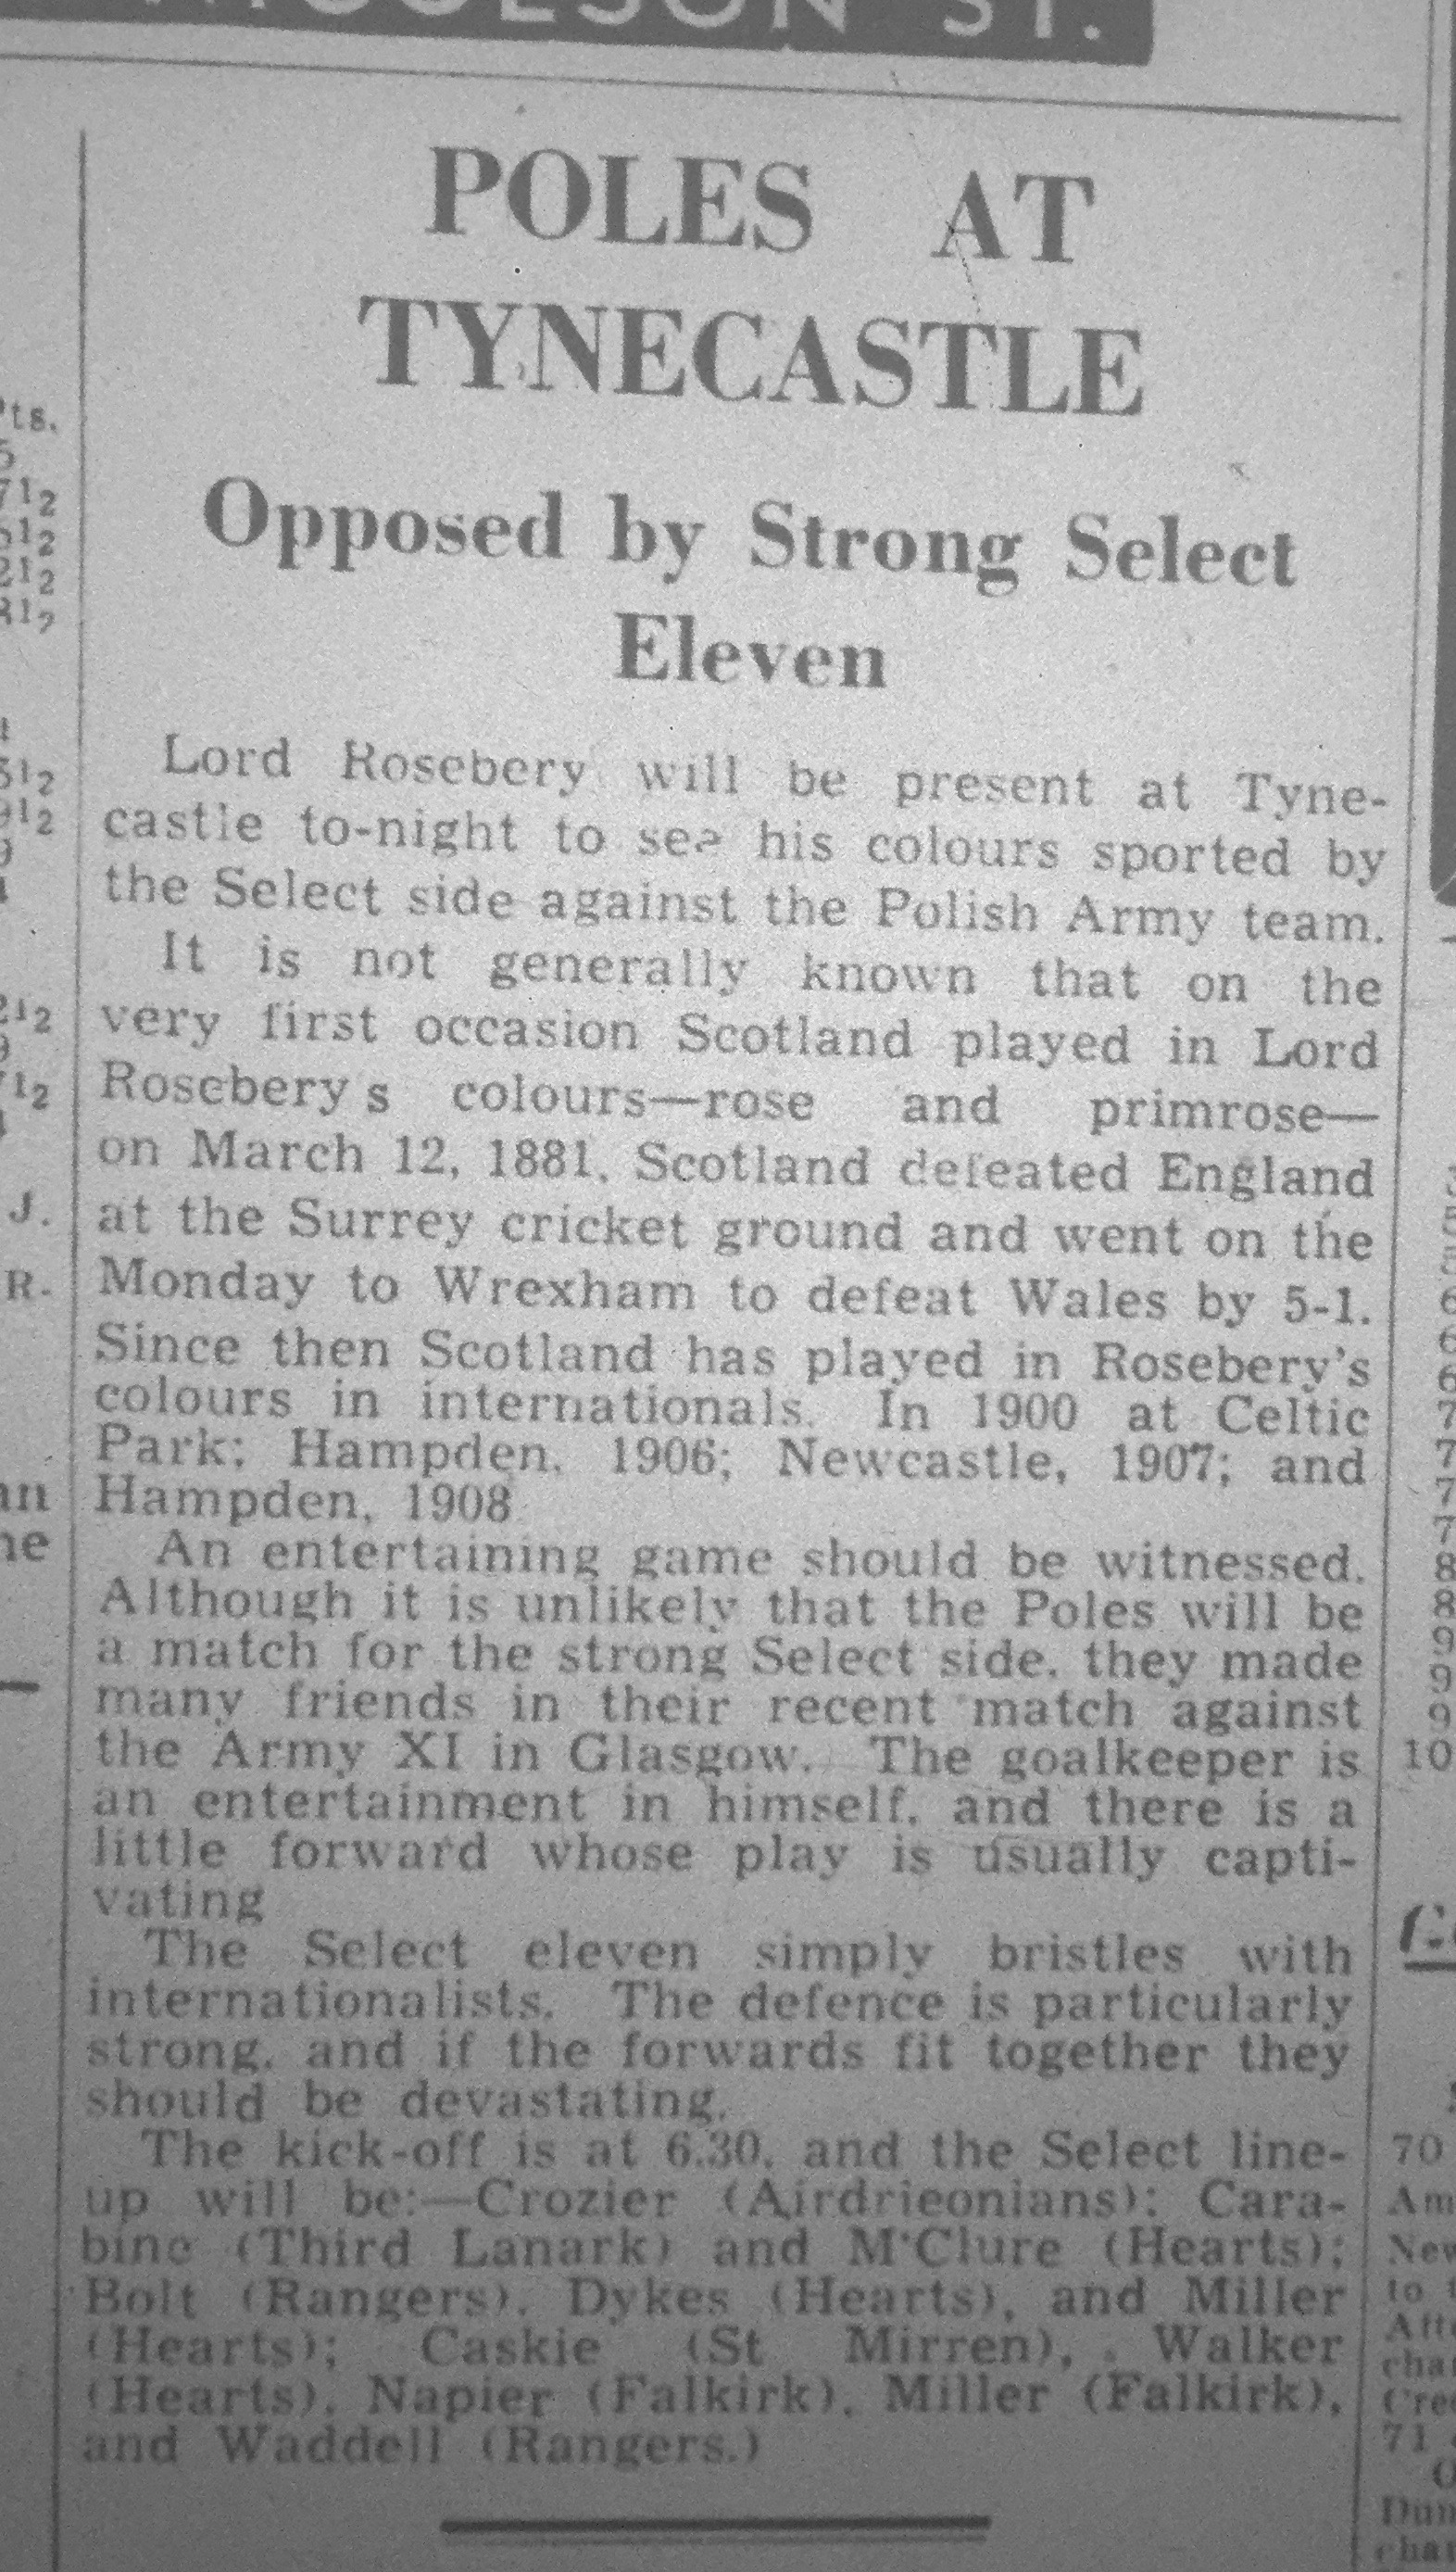 NICOLSON ST.
POLES AT
TYNECASTLE
Opposed by Strong Select
Eleven
Lord Rosebery will be present at Tyne-
castle to-night to see his colours sported by
the Select side against the Polish Army team.
It is not generally known that on the
very first occasion Scotland played in Lord
Rosebery s colours—rose and primrose—
on March 12, 1881, Scotland defeated England
at the Surrey cricket ground and went on the
Monday to Wrexham to defeat Wales by 5-1.
Since then Scotland has played in Rosebery's
colours in internationals. In 1900 at Celtic
Park; Hampden, 1906; Newcastle, 1907; and
Hampden, 1908
An entertaining game should be witnessed.
Although it is unlikely that the Poles will be
a match for the strong Select side, they made
many friends in their recent match against
the Army XI in Glasgow. The goalkeeper is
an entertainment in himself, and there is a
little forward whose play is usually capti-
vating
The Select eleven simply bristles with
internationalists. The defence is particularly
strong, and if the forwards fit together they
should be devastating.
The kick-off is at 6.30, and the Select line-
up will be:—Crozier (Airdrieonians); Cara-
bine (Third Lanark) and M'Clure (Hearts);
Bolt (Rangers), Dykes (Hearts), and Miller
(Hearts); Caskie (St Mirren), Walker
(Hearts), Napier (Falkirk), Miller (Falkirk),
and Waddell (Rangers.)